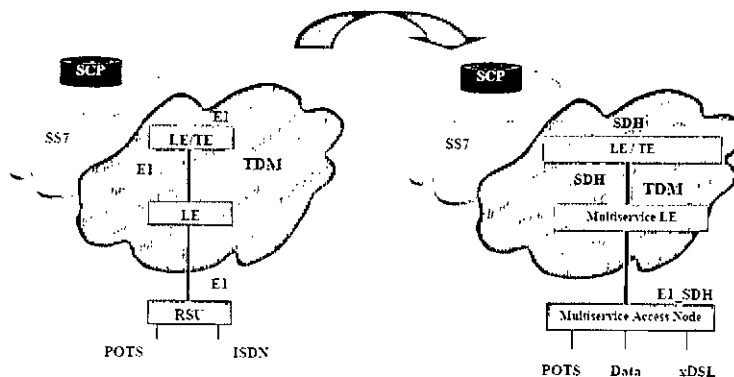 SCP
E1
SS7
LE/TE
E1
TDM
LE
E1
RSU
POTS
ISDN
SCP
SDH
SS7
LE / TE
SDH
TDM
Multiservice LE
E1_SDH
Multiservice Access Node
POTS
Data
xDSL